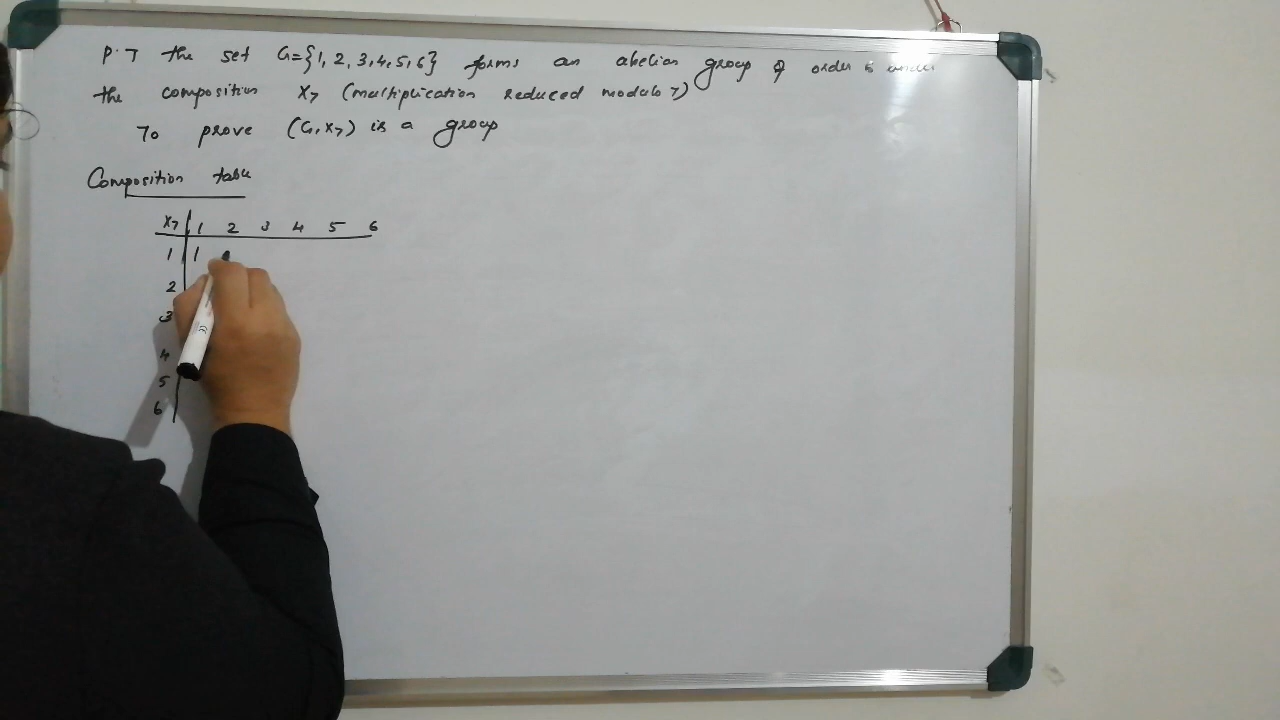 P.T the set G={1, 2, 3, 4, 5, 6} forms an abelian group of order 6 under
the composition X7 (multiplication reduced modulo 7)
To prove (G, X7) is a group
Composition table
X7 1 2 3 4 5 6
1 1
2
3
4
5
6